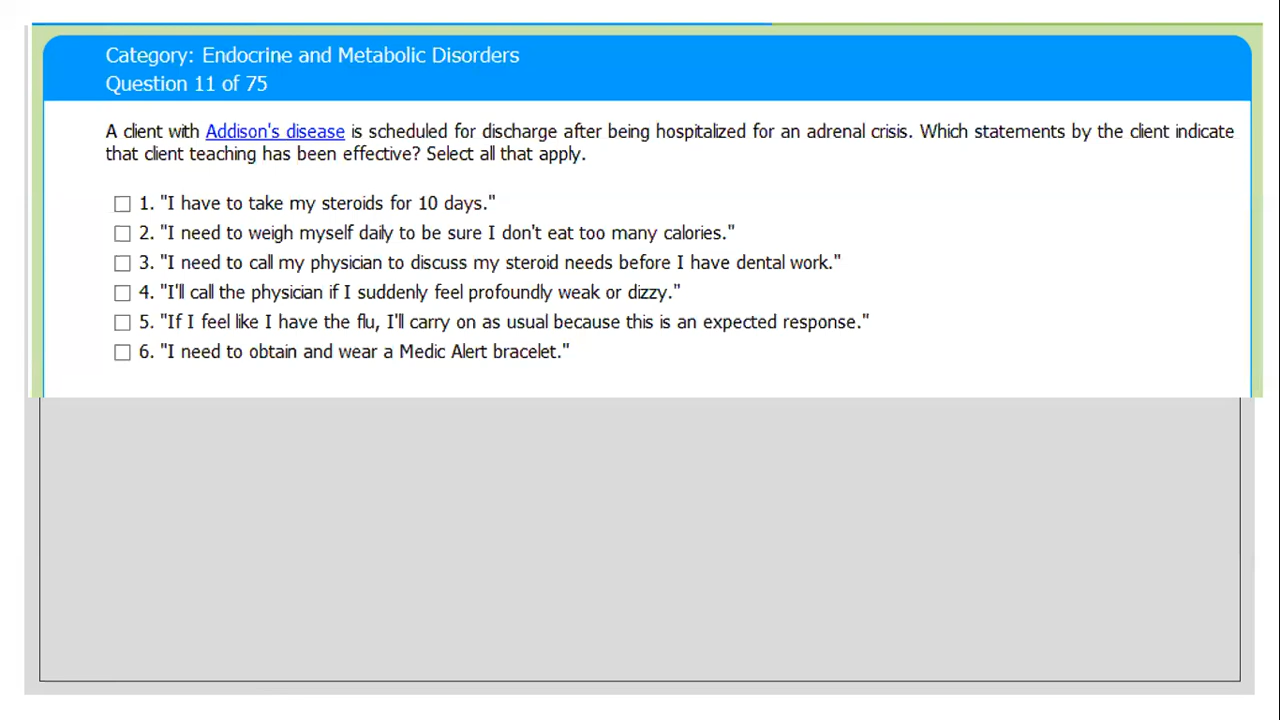 Category: Endocrine and Metabolic Disorders
Question 11 of 75
A client with Addison's disease is scheduled for discharge after being hospitalized for an adrenal crisis. Which statements by the client indicate
that client teaching has been effective? Select all that apply.
1. "I have to take my steroids for 10 days."
2. "I need to weigh myself daily to be sure I don't eat too many calories."
3. "I need to call my physician to discuss my steroid needs before I have dental work."
4. "I'll call the physician if I suddenly feel profoundly weak or dizzy."
5. "If I feel like I have the flu, I'll carry on as usual because this is an expected response."
6. "I need to obtain and wear a Medic Alert bracelet."